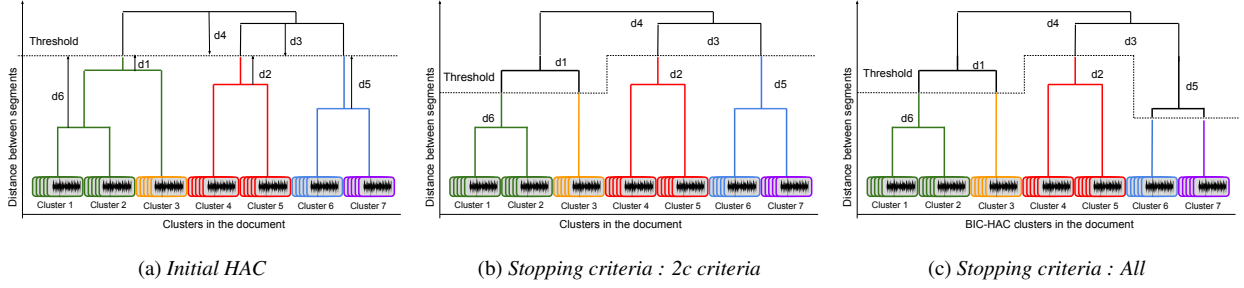 Distance between segments
Threshold
d4
d3
d1
d2
d5
d6
Cluster 1 Cluster 2 Cluster 3 Cluster 4 Cluster 5 Cluster 6 Cluster 7
Clusters in the document
(a) Initial HAC
Distance between segments
d4
d3
d1
Threshold
d2
d5
d6
Cluster 1 Cluster 2 Cluster 3 Cluster 4 Cluster 5 Cluster 6 Cluster 7
Clusters in the document
(b) Stopping criteria : 2c criteria
Distance between segments
d4
d3
d1
Threshold
d2
d5
d6
Cluster 1 Cluster 2 Cluster 3 Cluster 4 Cluster 5 Cluster 6 Cluster 7
BIC-HAC clusters in the document
(c) Stopping criteria : All